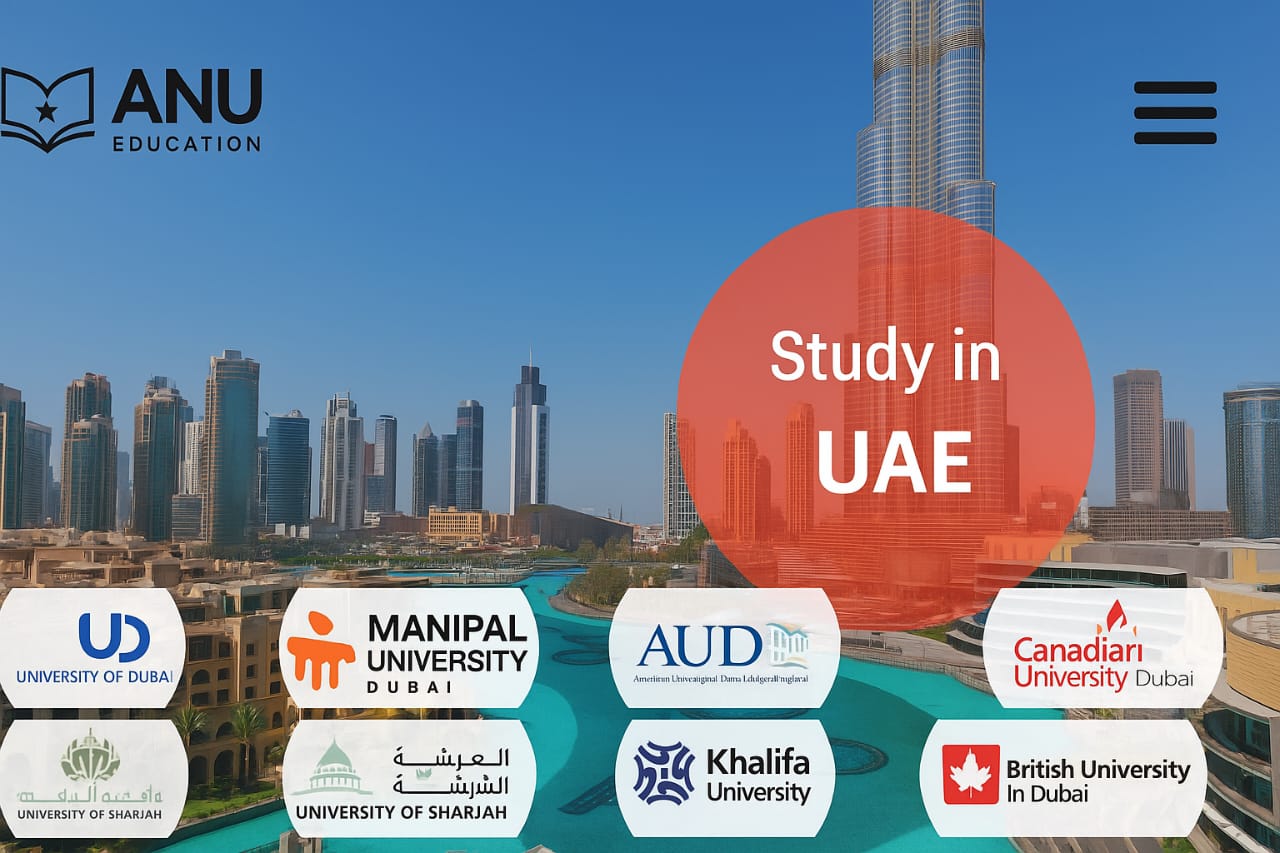 ANU
EDUCATION
Study in
UAE
UNIVERSITY OF DUBAI
MANIPAL
UNIVERSITY
DUBAI
AUD
Canadiari
University Dubai
UNIVERSITY OF SHARJAH
العرشة
الشرشة
UNIVERSITY OF SHARJAH
Khalifa
University
British University
In Dubai